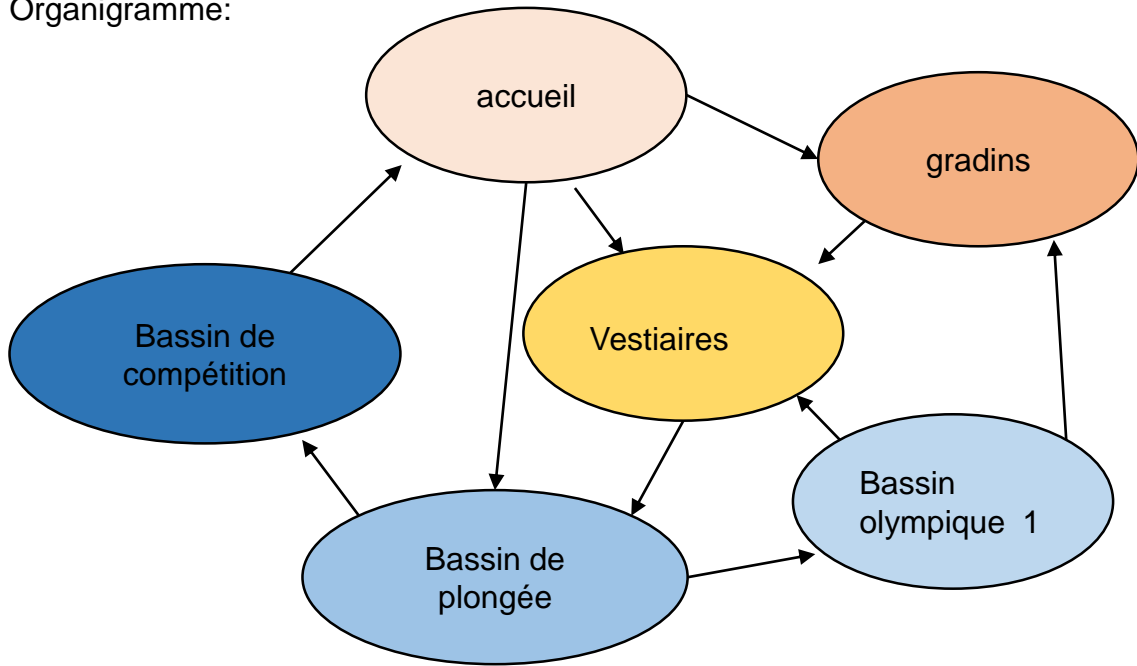 Organigramme:
accueil
gradins
Bassin de
compétition
Vestiaires
Bassin
olympique 1
Bassin de
plongée